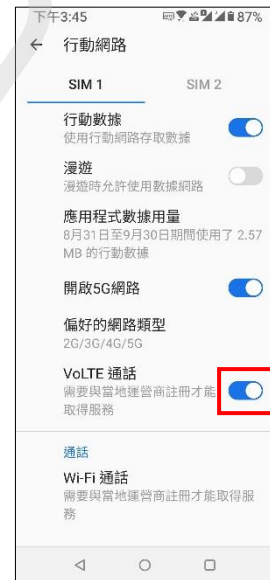 下午3:45 87%
← 行動網路
SIM 1 SIM 2
行動數據
使用行動網路存取數據
漫遊
漫遊時允許使用數據網路
應用程式數據用量
8月31日至9月30日期間使用了 2.57
MB 的行動數據
開啟5G網路
偏好的網路類型
2G/3G/4G/5G
VoLTE 通話
需要與當地運營商註冊才能
取得服務
通話
Wi-Fi 通話
需要與當地運營商註冊才能取得服
務